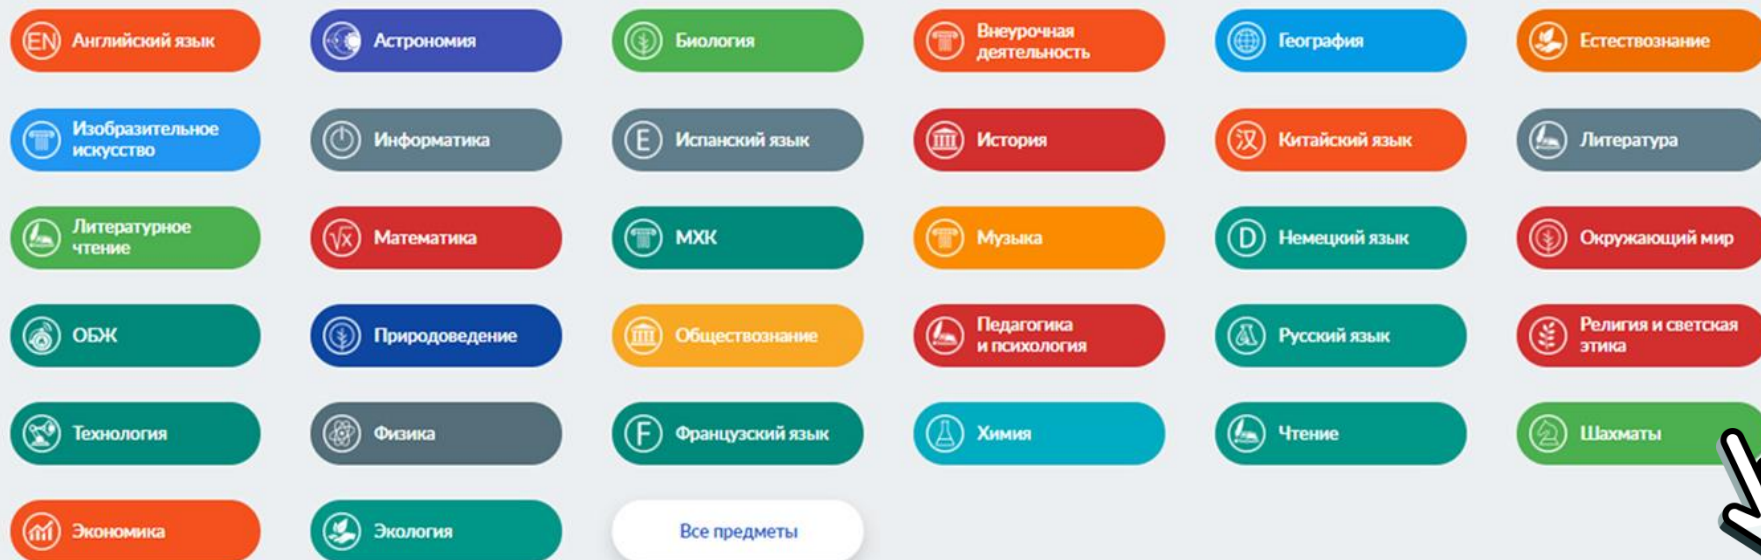 EN Английский язык
Астрономия
Биология
Внеурочная
деятельность
География
Естествознание
Изобразительное
искусство
Информатика
E Испанский язык
История
汉 Китайский язык
Литература
Литературное
чтение
√x Математика
МХК
Музыка
D Немецкий язык
Окружающий мир
ОБЖ
Природоведение
Обществознание
Педагогика
и психология
Русский язык
Религия и светская
этика
Технология
Физика
F Французский язык
Химия
Чтение
Шахматы
Экономика
Экология
Все предметы